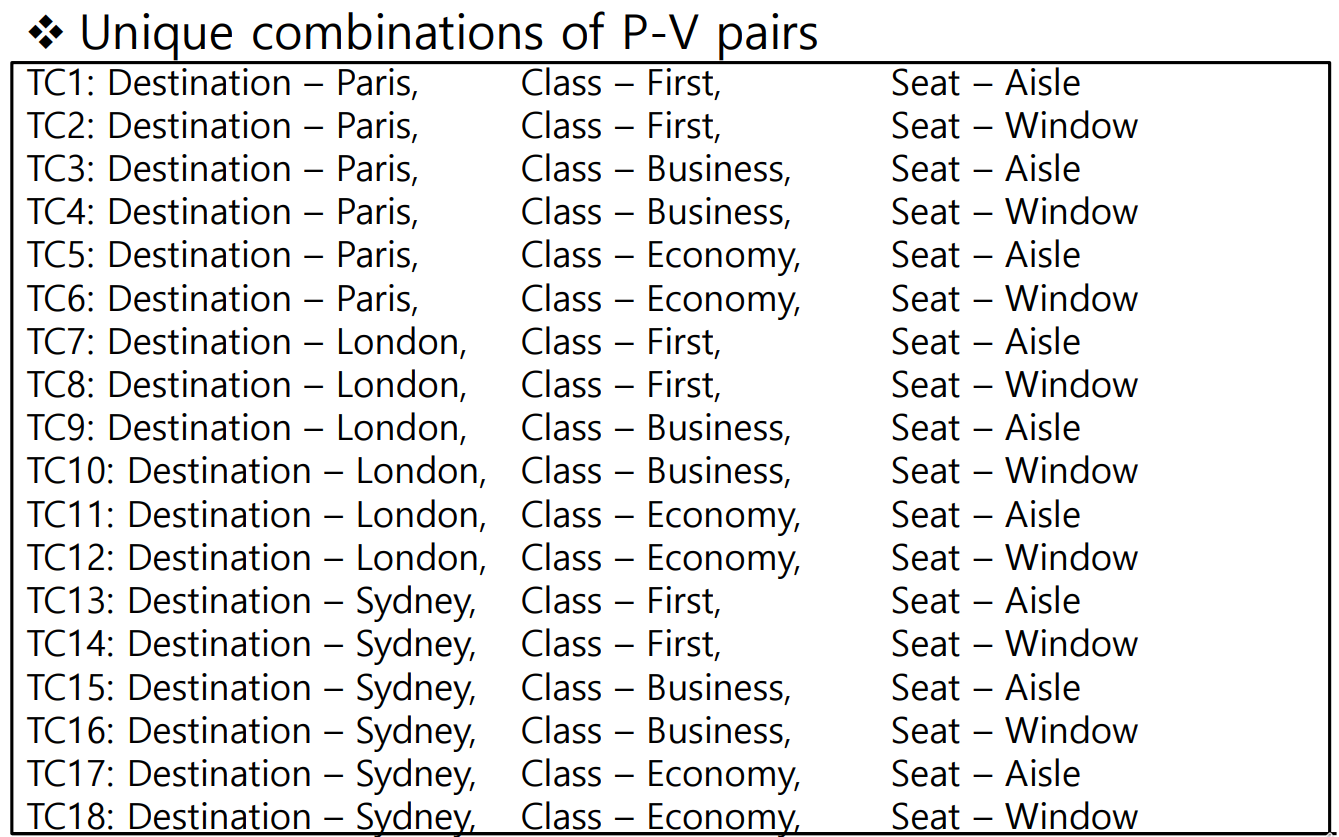 ❖ Unique combinations of P-V pairs
TC1: Destination – Paris, Class – First, Seat – Aisle
TC2: Destination – Paris, Class – First, Seat – Window
TC3: Destination – Paris, Class – Business, Seat – Aisle
TC4: Destination – Paris, Class – Business, Seat – Window
TC5: Destination – Paris, Class – Economy, Seat – Aisle
TC6: Destination – Paris, Class – Economy, Seat – Window
TC7: Destination – London, Class – First, Seat – Aisle
TC8: Destination – London, Class – First, Seat – Window
TC9: Destination – London, Class – Business, Seat – Aisle
TC10: Destination – London, Class – Business, Seat – Window
TC11: Destination – London, Class – Economy, Seat – Aisle
TC12: Destination – London, Class – Economy, Seat – Window
TC13: Destination – Sydney, Class – First, Seat – Aisle
TC14: Destination – Sydney, Class – First, Seat – Window
TC15: Destination – Sydney, Class – Business, Seat – Aisle
TC16: Destination – Sydney, Class – Business, Seat – Window
TC17: Destination – Sydney, Class – Economy, Seat – Aisle
TC18: Destination – Sydney, Class – Economy, Seat – Window